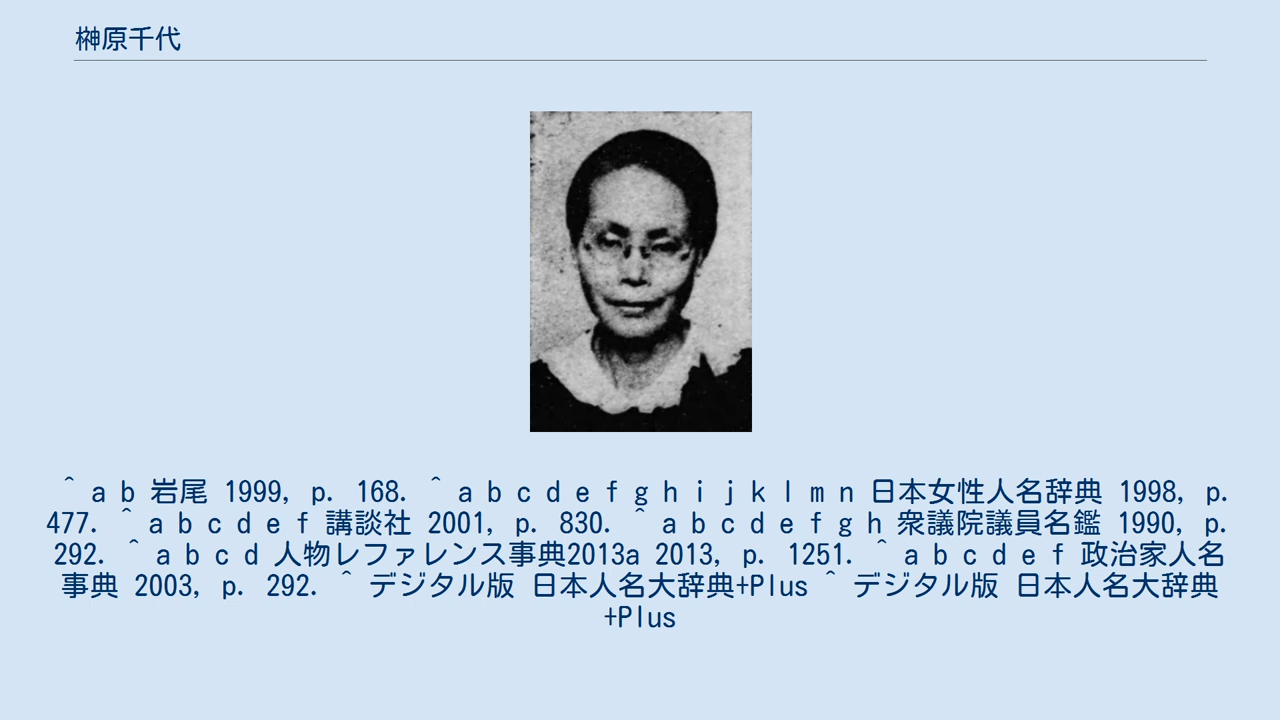 榊原千代
^ a b 岩尾 1999, p. 168. ^ a b c d e f g h i j k l m n 日本女性人名辞典 1998, p.
477. ^ a b c d e f 講談社 2001, p. 830. ^ a b c d e f g h 衆議院議員名鑑 1990, p.
292. ^ a b c d 人物レファレンス事典2013a 2013, p. 1251. ^ a b c d e f 政治家人名
事典 2003, p. 292. ^ デジタル版 日本人名大辞典+Plus ^ デジタル版 日本人名大辞典
+Plus